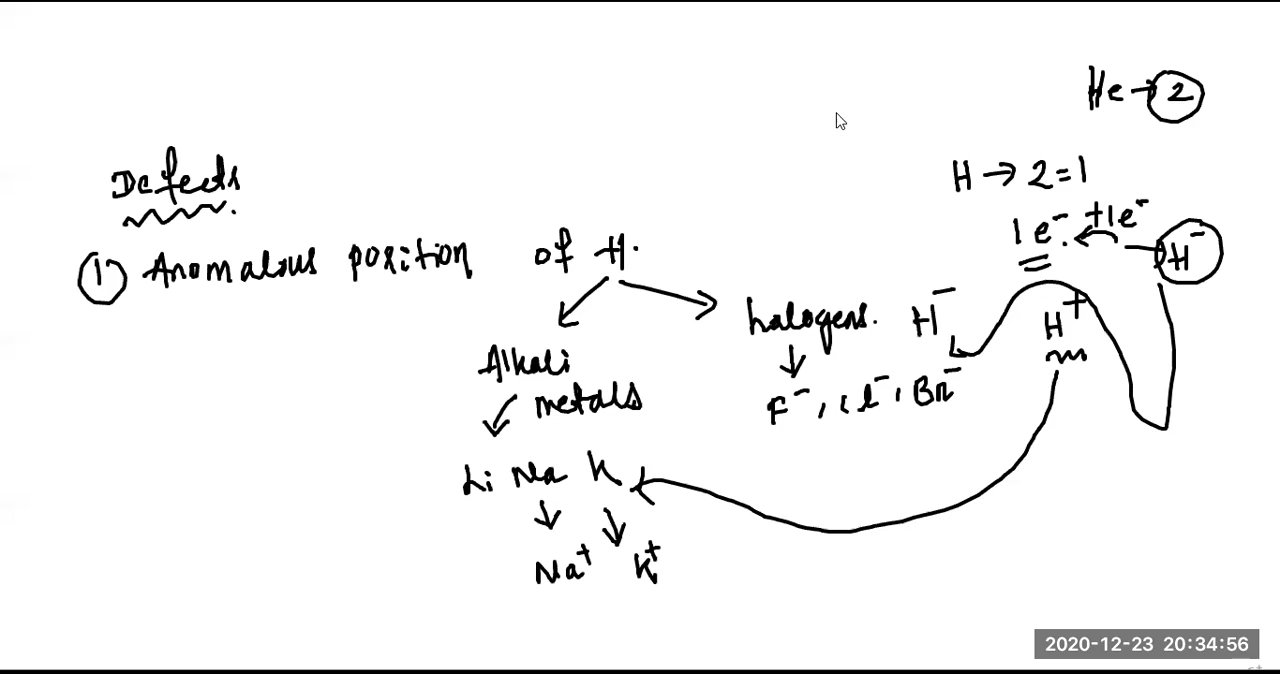 He → 2
Defects
H → 2 = 1
1e⁻ +1e⁻
① Anomalous position of H. H⁻
halogens. H⁻ H⁺
Alkali
metals F⁻, Cl⁻, Br⁻
Li Na K
Na⁺ K⁺
2020-12-23 20:34:56